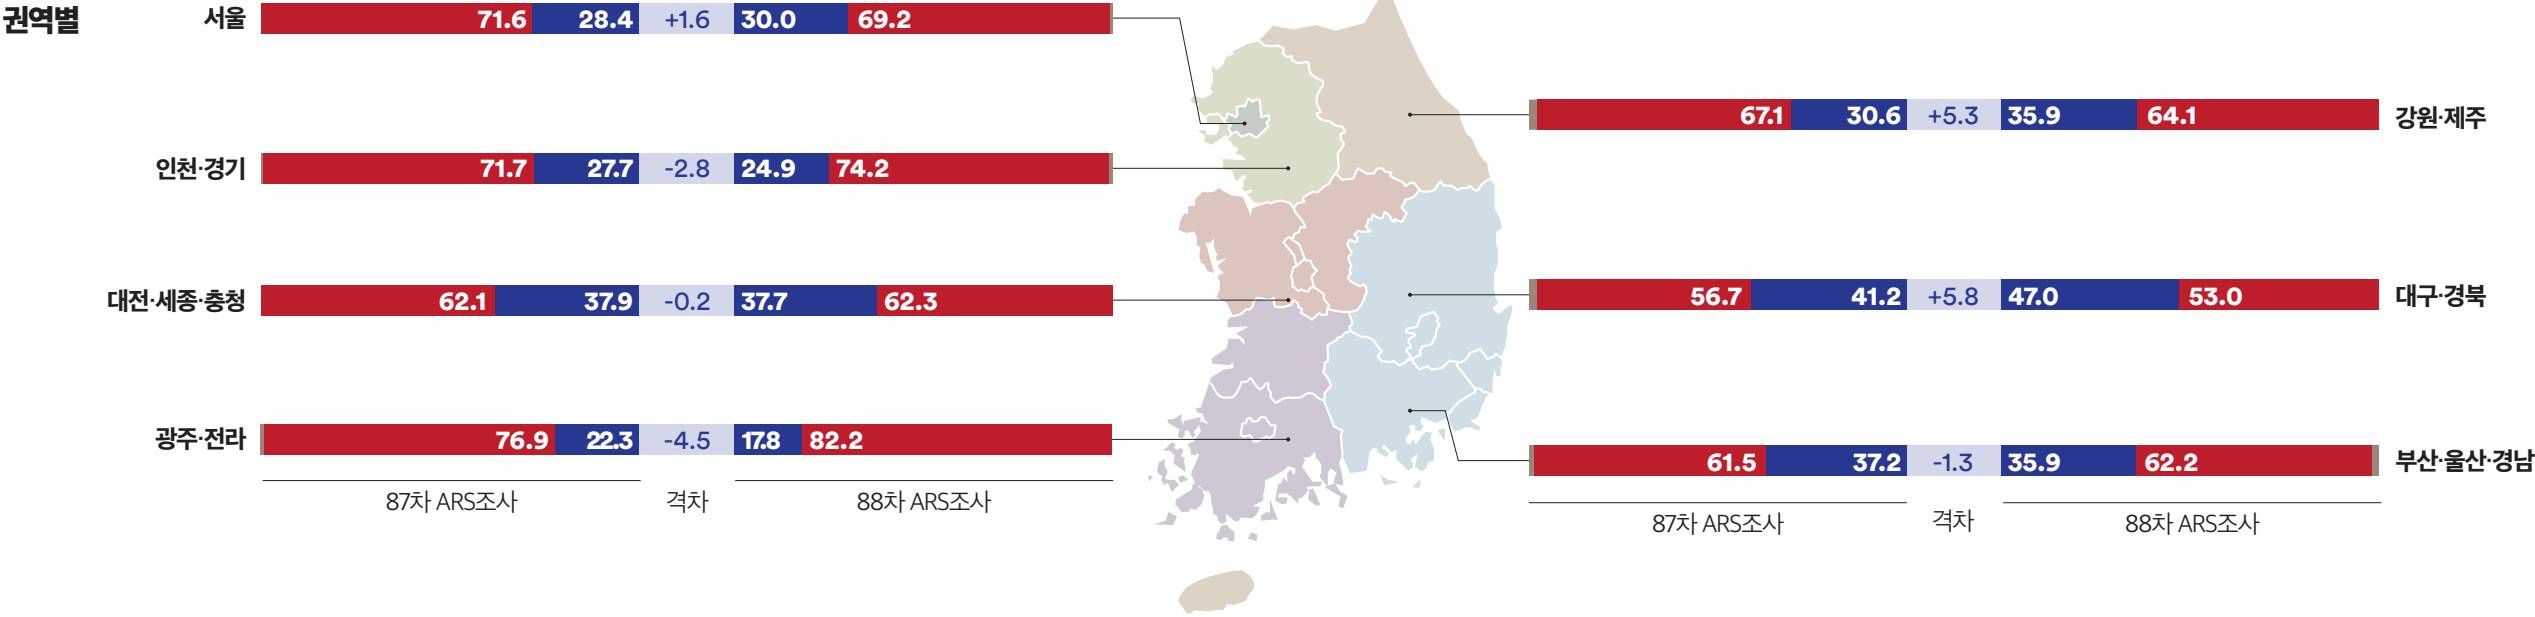 권역별
서울 71.6 28.4 +1.6 30.0 69.2
인천·경기 71.7 27.7 -2.8 24.9 74.2
대전·세종·충청 62.1 37.9 -0.2 37.7 62.3
광주·전라 76.9 22.3 -4.5 17.8 82.2
87차 ARS조사 격차 88차 ARS조사
67.1 30.6 +5.3 35.9 64.1 강원·제주
56.7 41.2 +5.8 47.0 53.0 대구·경북
61.5 37.2 -1.3 35.9 62.2 부산·울산·경남
87차 ARS조사 격차 88차 ARS조사